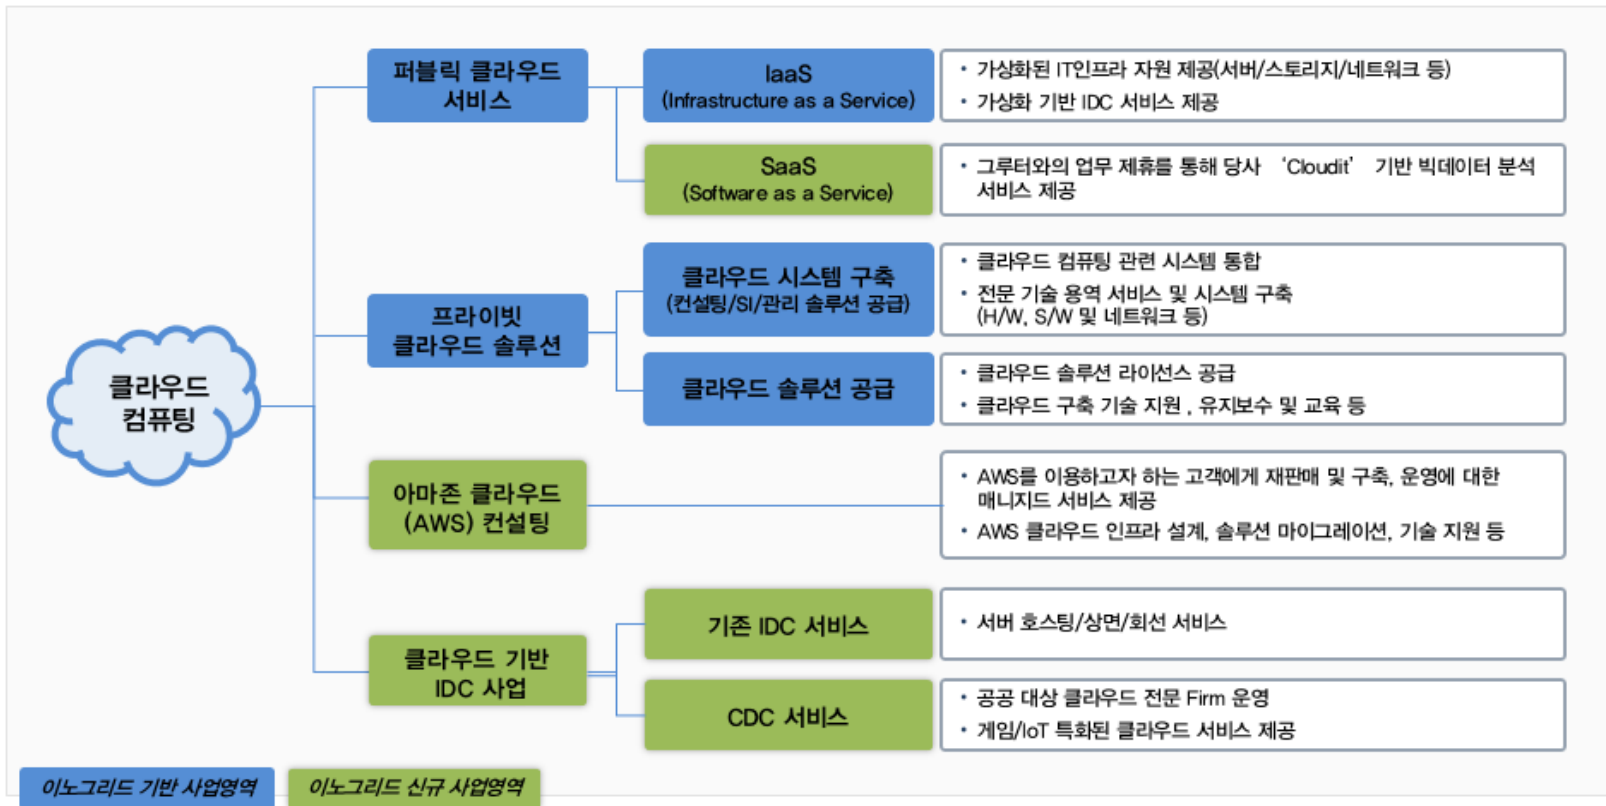 클라우드
컴퓨팅
퍼블릭 클라우드
서비스
IaaS
(Infrastructure as a Service)
• 가상화된 IT인프라 자원 제공(서버/스토리지/네트워크 등)
• 가상화 기반 IDC 서비스 제공
SaaS
(Software as a Service)
• 그루터와의 업무 제휴를 통해 당사 ‘Cloudit’ 기반 빅데이터 분석
서비스 제공
프라이빗
클라우드 솔루션
클라우드 시스템 구축
(컨설팅/SI/관리 솔루션 공급)
• 클라우드 컴퓨팅 관련 시스템 통합
• 전문 기술 용역 서비스 및 시스템 구축
(H/W, S/W 및 네트워크 등)
클라우드 솔루션 공급
• 클라우드 솔루션 라이선스 공급
• 클라우드 구축 기술 지원 , 유지보수 및 교육 등
아마존 클라우드
(AWS) 컨설팅
• AWS를 이용하고자 하는 고객에게 재판매 및 구축, 운영에 대한
매니지드 서비스 제공
• AWS 클라우드 인프라 설계, 솔루션 마이그레이션, 기술 지원 등
클라우드 기반
IDC 사업
기존 IDC 서비스
• 서버 호스팅/상면/회선 서비스
CDC 서비스
• 공공 대상 클라우드 전문 Firm 운영
• 게임/IoT 특화된 클라우드 서비스 제공
이노그리드 기반 사업영역
이노그리드 신규 사업영역